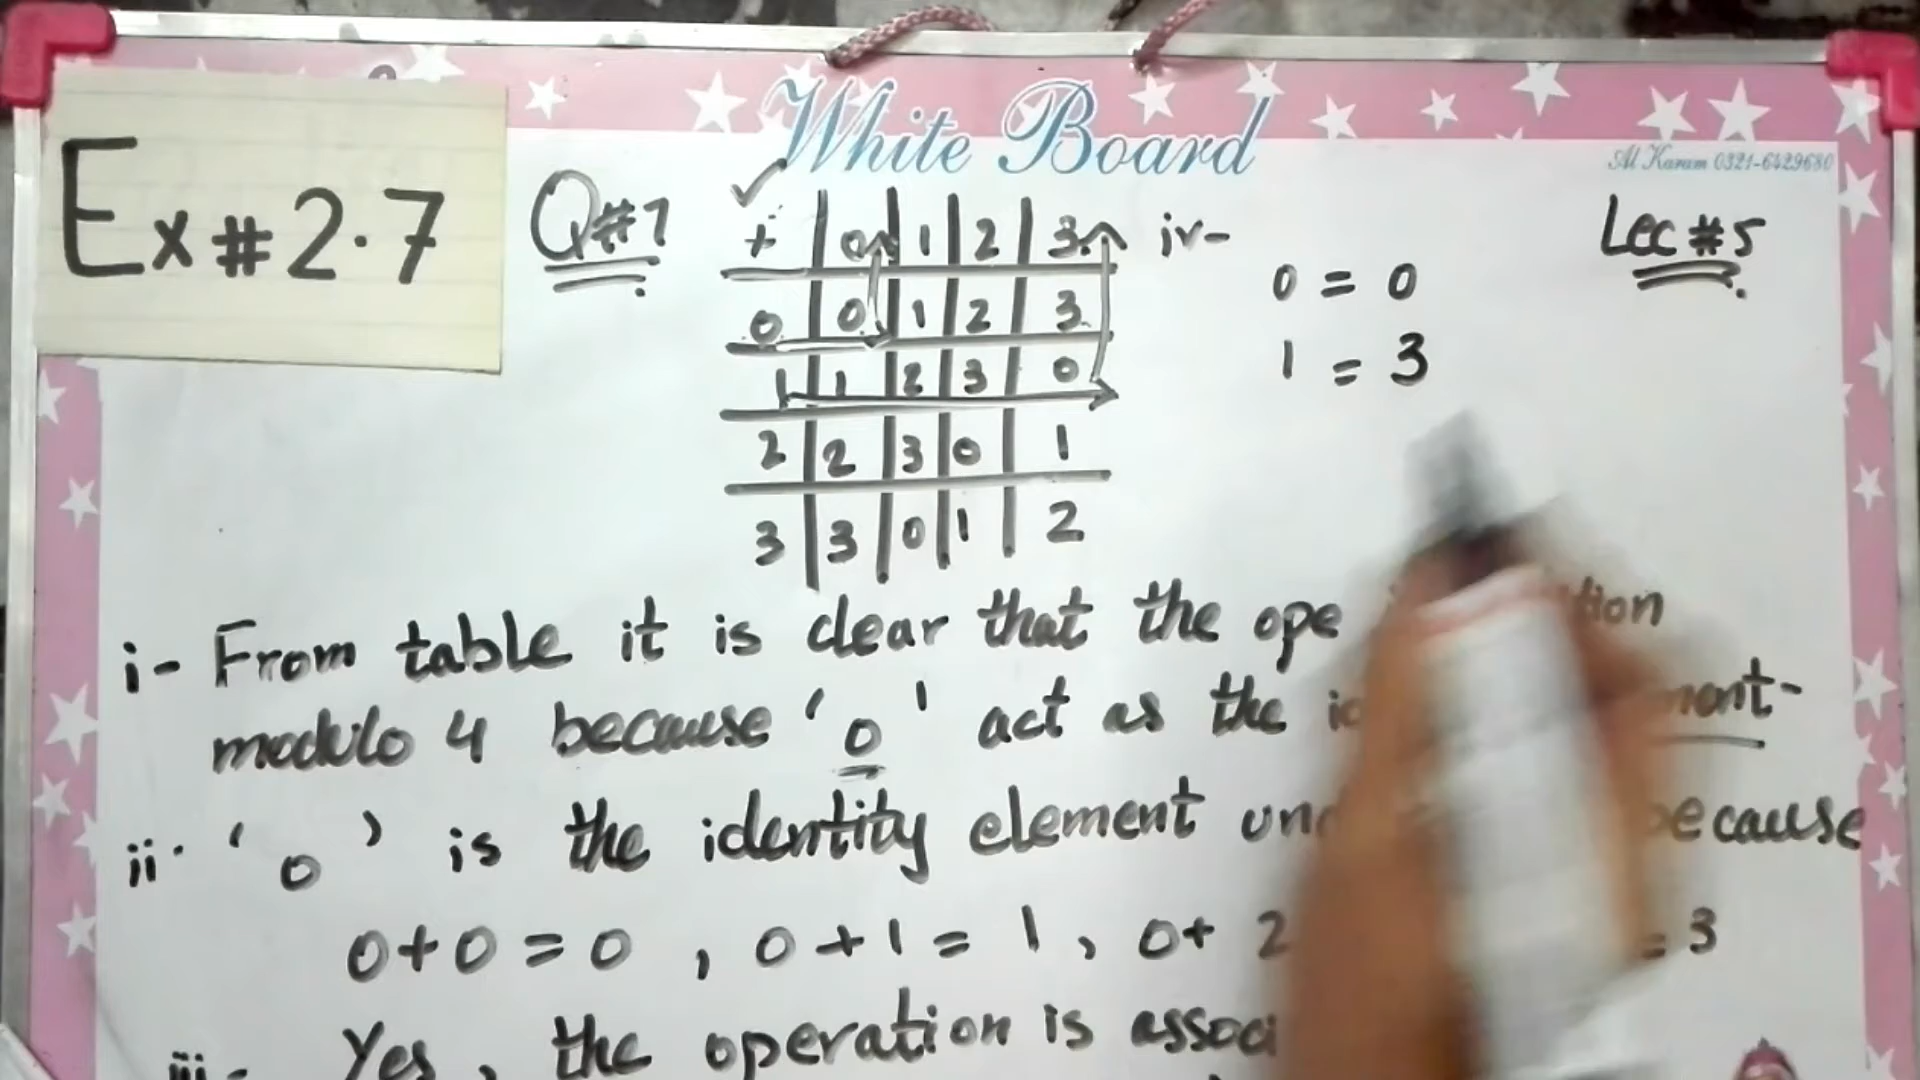 White Board
Al Karam 0321-6429680
Ex # 2.7
Q#7
Lec #5
+ 0 1 2 3
0 0 1 2 3
1 1 2 3 0
2 2 3 0 1
3 3 0 1 2
iv-
0 = 0
1 = 3
i- From table it is clear that the
modulo 4 because '0' act as the
ii. '0' is the identity element because
0+0=0, 0+1=1, 0+ 2 = 3
iii- Yes, the operation is